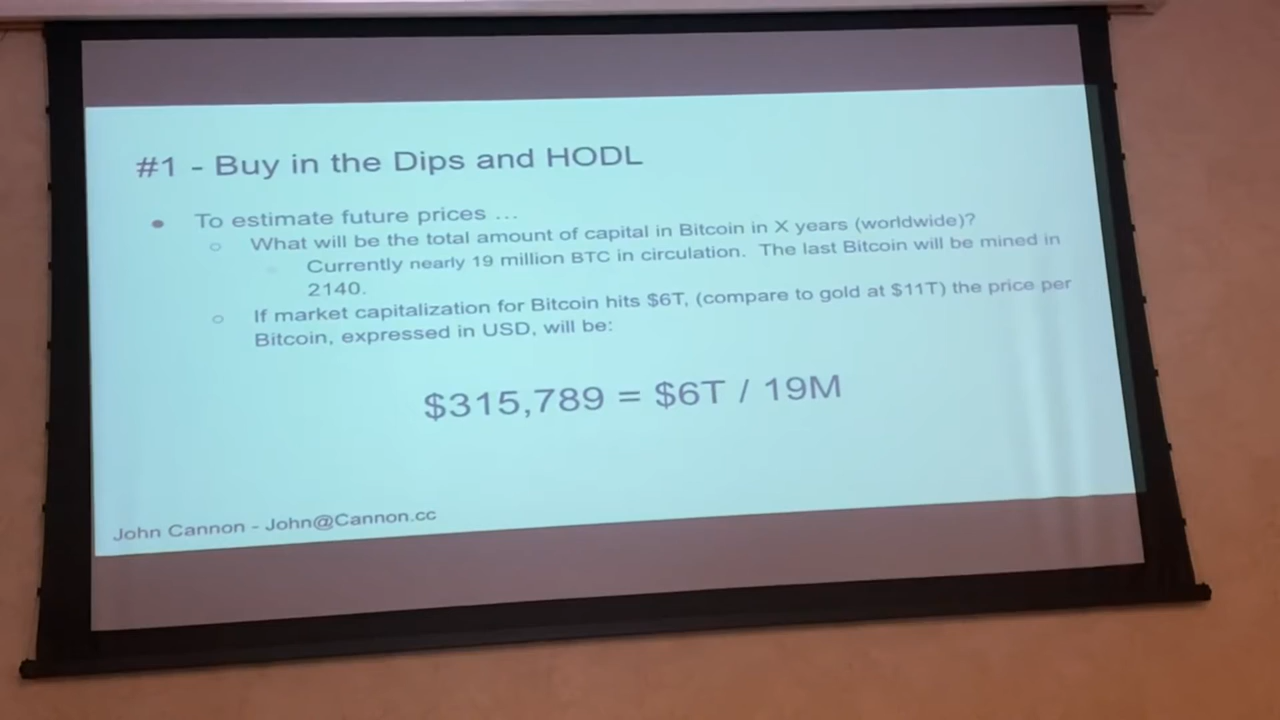 #1 - Buy in the Dips and HODL
● To estimate future prices ...
○ What will be the total amount of capital in Bitcoin in X years (worldwide)?
Currently nearly 19 million BTC in circulation. The last Bitcoin will be mined in
2140.
○ If market capitalization for Bitcoin hits $6T, (compare to gold at $11T) the price per
Bitcoin, expressed in USD, will be:
$315,789 = $6T / 19M
John Cannon - John@Cannon.cc